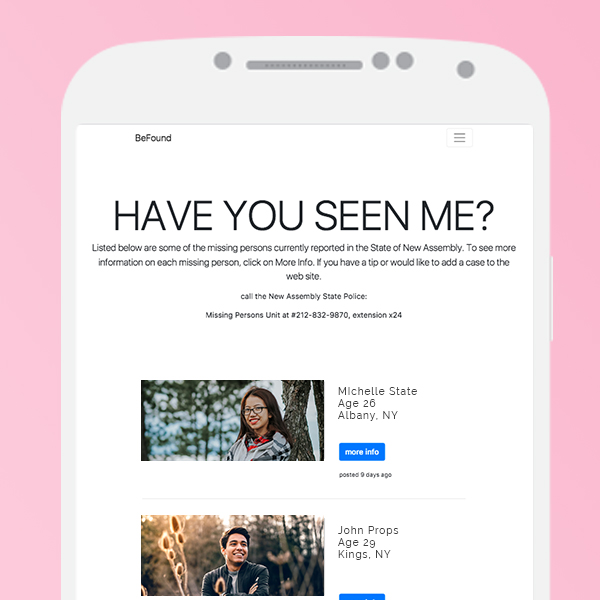 BeFound
HAVE YOU SEEN ME?
Listed below are some of the missing persons currently reported in the State of New Assembly. To see more
information on each missing person, click on More Info. If you have a tip or would like to add a case to the
web site.
call the New Assembly State Police:
Missing Persons Unit at #212-832-9870, extension x24
Michelle State
Age 26
Albany, NY
more info
posted 9 days ago
John Props
Age 29
Kings, NY